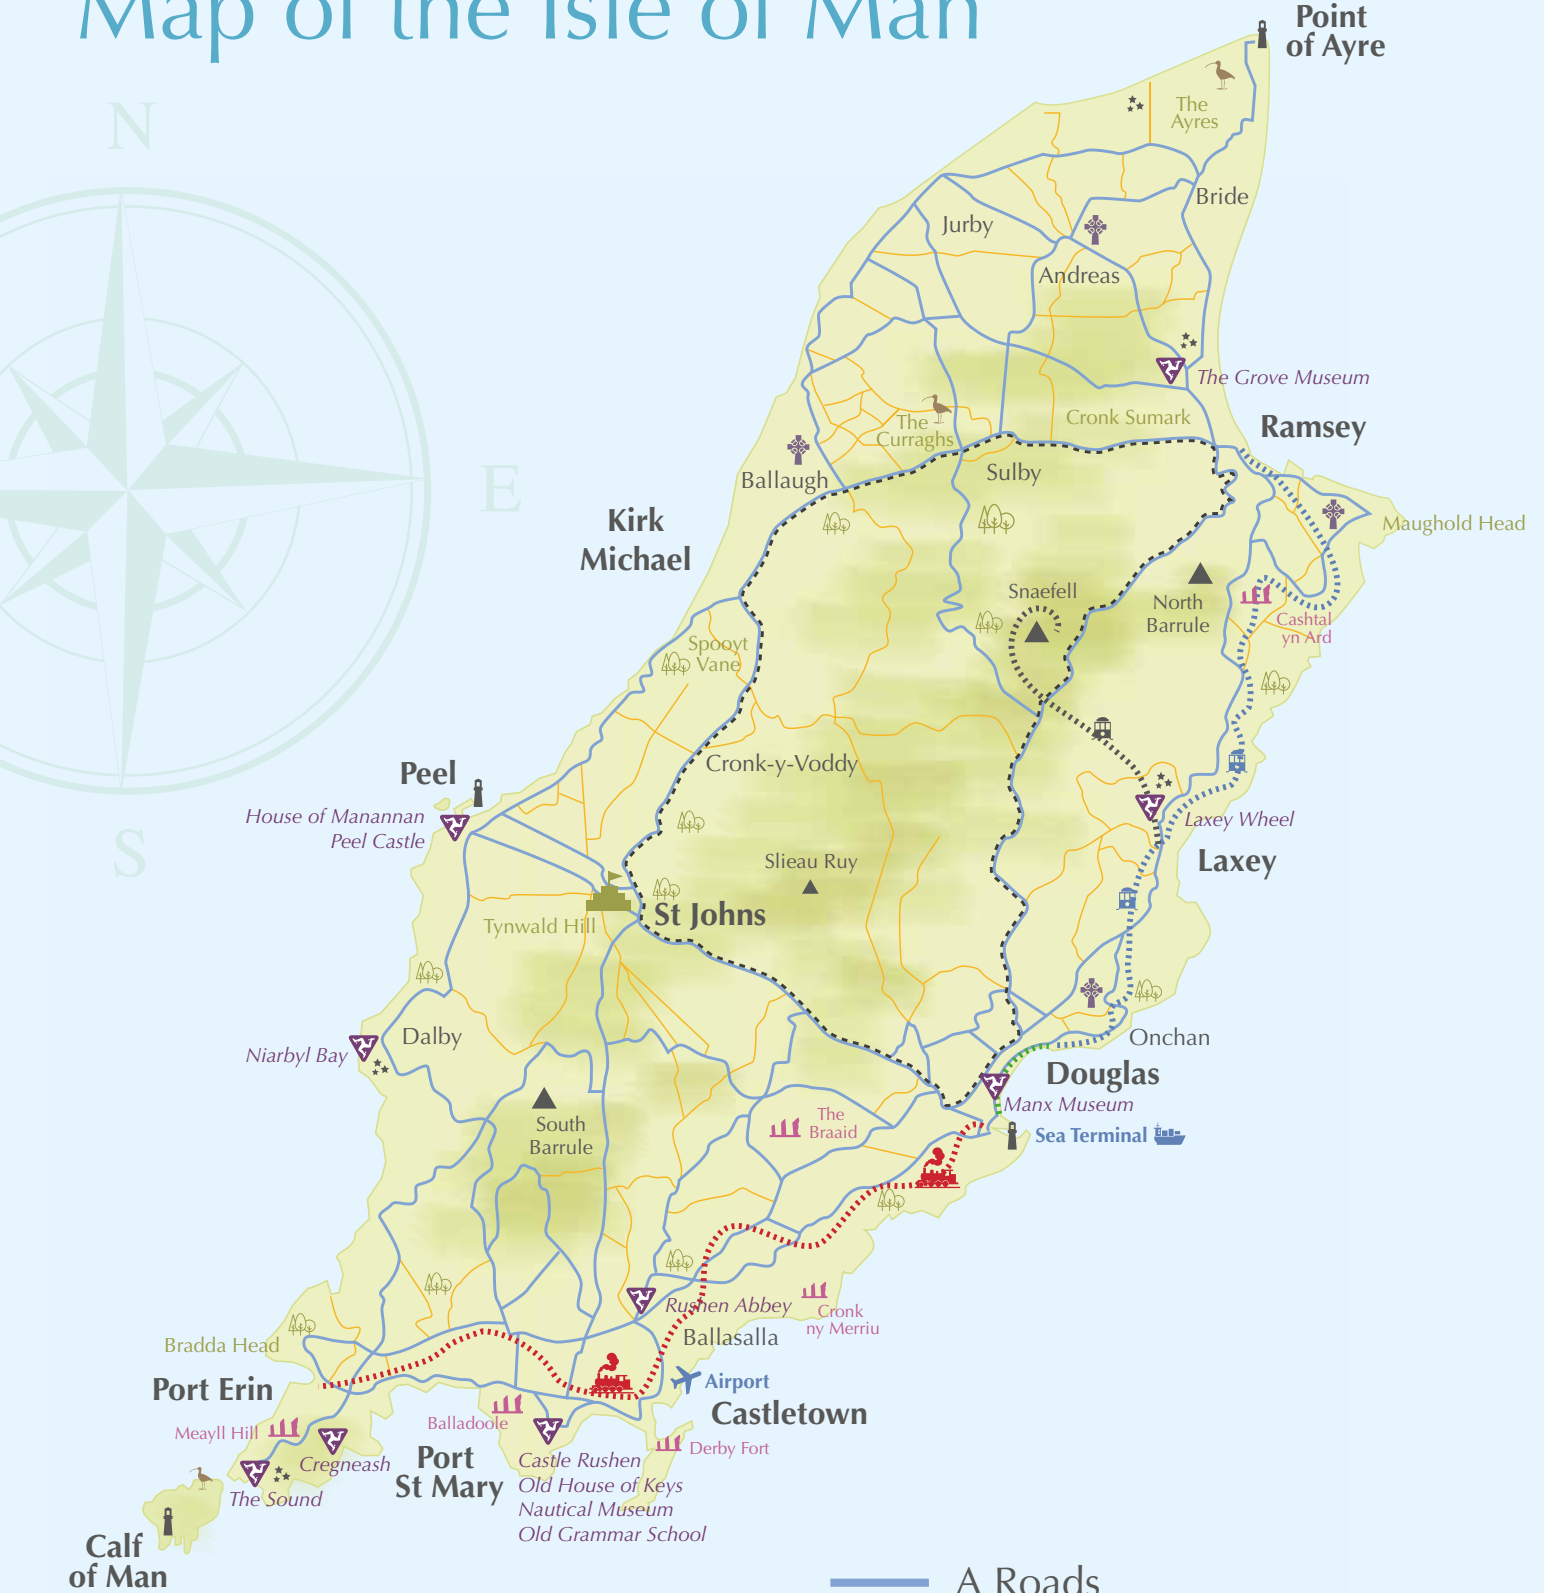 Map of the Isle of Man
Point
of Ayre
N
The
Ayres
Bride
Jurby
Andreas
The Grove Museum
Cronk Sumark
Ramsey
The
Curraghs
Ballaugh
Sulby
E
Kirk
Michael
Maughold Head
Snaefell
North
Barrule
Cashtal
yn Ard
Spooyt
Vane
Cronk-y-Voddy
Peel
House of Manannan
Peel Castle
Laxey Wheel
S
Slieau Ruy
Laxey
St Johns
Tynwald Hill
Dalby
Niarbyl Bay
Onchan
Douglas
Manx Museum
Sea Terminal
South
Barrule
The
Braaid
Rushen Abbey
Cronk
ny Merriu
Ballasalla
Bradda Head
Port Erin
Airport
Castletown
Balladoole
Meayll Hill
Derby Fort
Cregneash
Port
St Mary
Castle Rushen
Old House of Keys
Nautical Museum
Old Grammar School
The Sound
Calf
of Man
A Roads